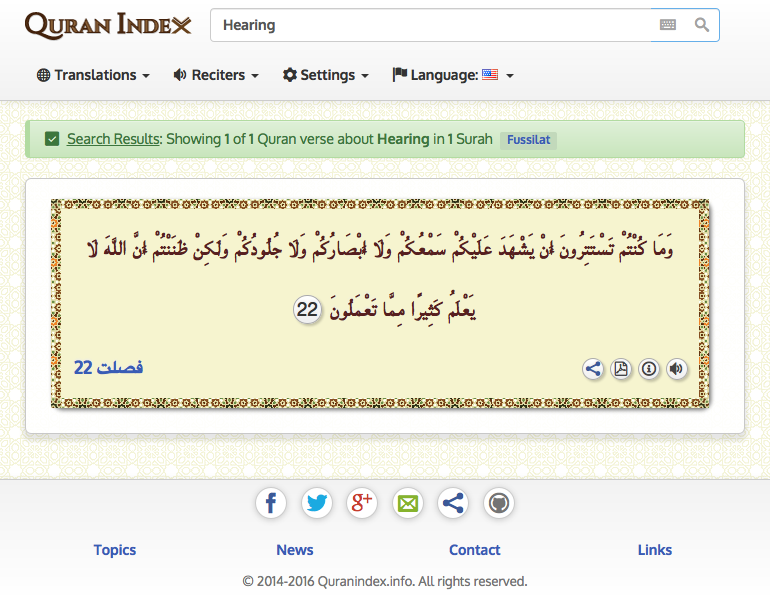 QURAN INDEX
Hearing
Translations
Reciters
Settings
Language:
Search Results: Showing 1 of 1 Quran verse about Hearing in 1 Surah Fussilat
وَمَا كُنْتُمْ تَسْتَتِرُونَ أَنْ يَشْهَدَ عَلَيْكُمْ سَمْعُكُمْ وَلَا أَبْصَارُكُمْ وَلَا جُلُودُكُمْ وَلَكِنْ ظَنَنْتُمْ أَنَّ اللَّهَ لَا
يَعْلَمُ كَثِيرًا مِمَّا تَعْمَلُونَ 22
فصلت 22
Topics News Contact Links
© 2014-2016 Quranindex.info. All rights reserved.